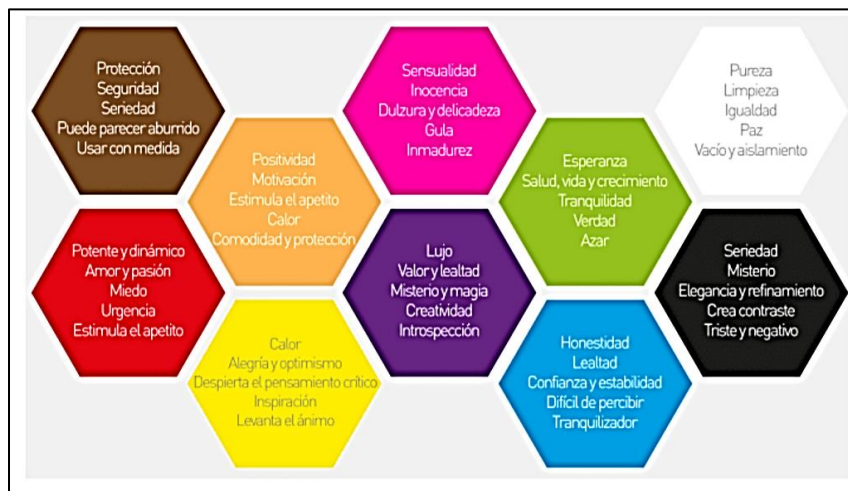 Protección
Seguridad
Seriedad
Puede parecer aburrido
Usar con medida
Sensualidad
Inocencia
Dulzura y delicadeza
Gula
Inmadurez
Pureza
Limpieza
Igualdad
Paz
Vacío y aislamiento
Positividad
Motivación
Estimula el apetito
Calor
Comodidad y protección
Esperanza
Salud, vida y crecimiento
Tranquilidad
Verdad
Azar
Potente y dinámico
Amor y pasión
Miedo
Urgencia
Estimula el apetito
Lujo
Valor y lealtad
Misterio y magia
Creatividad
Introspección
Seriedad
Misterio
Elegancia y refinamiento
Crea contraste
Triste y negativo
Calor
Alegría y optimismo
Despierta el pensamiento crítico
Inspiración
Levanta el ánimo
Honestidad
Lealtad
Confianza y estabilidad
Difícil de percibir
Tranquilizador